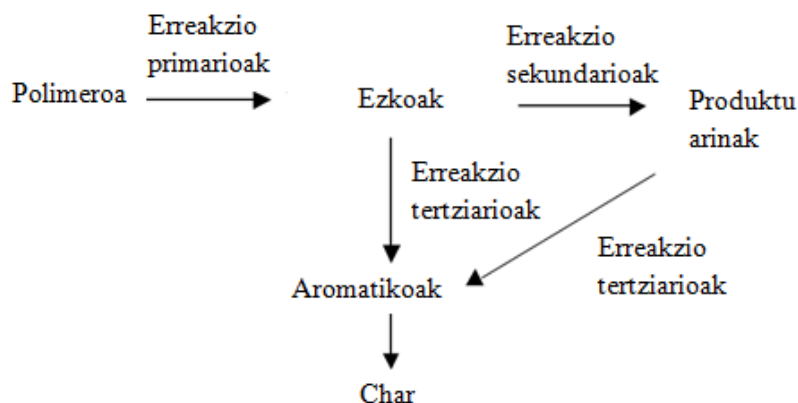 Erreakzio
primarioak
Polimeroa
Ezkoak
Erreakzio
sekundarioak
Produktu
arinak
Erreakzio
tertziarioak
Erreakzio
tertziarioak
Aromatikoak
Char